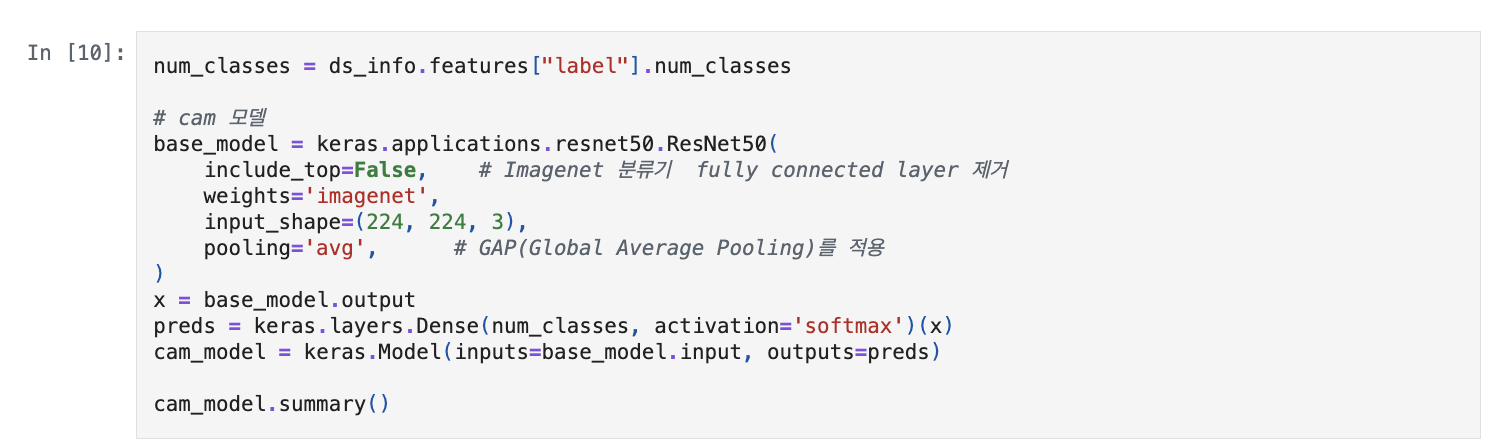 In [10]:
num_classes = ds_info.features["label"].num_classes
# cam 모델
base_model = keras.applications.resnet50.ResNet50(
    include_top=False,    # Imagenet 분류기  fully connected layer 제거
    weights='imagenet',
    input_shape=(224, 224, 3),
    pooling='avg',      # GAP(Global Average Pooling)를 적용
)
x = base_model.output
preds = keras.layers.Dense(num_classes, activation='softmax')(x)
cam_model = keras.Model(inputs=base_model.input, outputs=preds)
cam_model.summary()